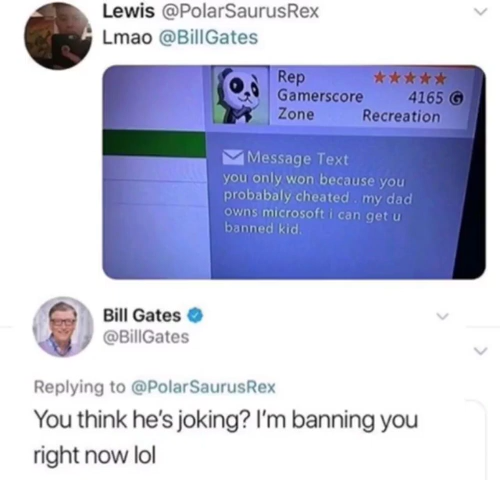 Lewis @PolarSaurusRex
Lmao @BillGates
Rep
Gamerscore 4165 G
Zone Recreation
Message Text
you only won because you
probabaly cheated . my dad
owns microsoft i can get u
banned kid.
Bill Gates
@BillGates
Replying to @PolarSaurusRex
You think he's joking? I'm banning you
right now lol